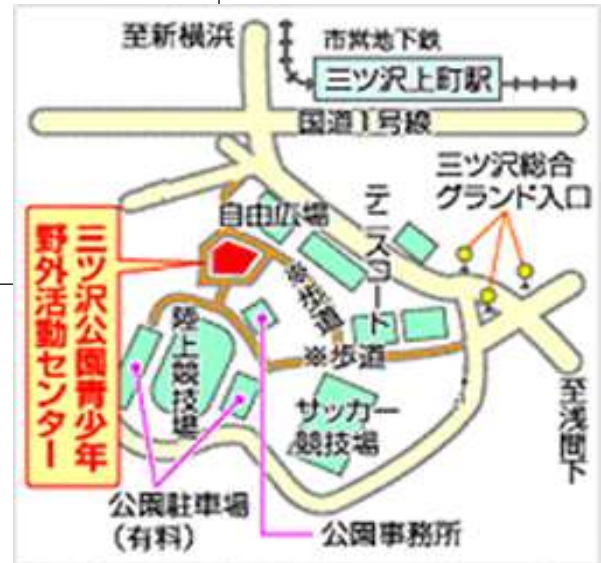 至新横浜
市営地下鉄
三ツ沢上町駅
国道1号線
三ツ沢総合
グランド入口
自由広場
テニスコート
三ツ沢公園青少年
野外活動センター
※歩道
※歩道
陸上競技場
サッカー
競技場
至浅間下
公園駐車場
(有料)
公園事務所